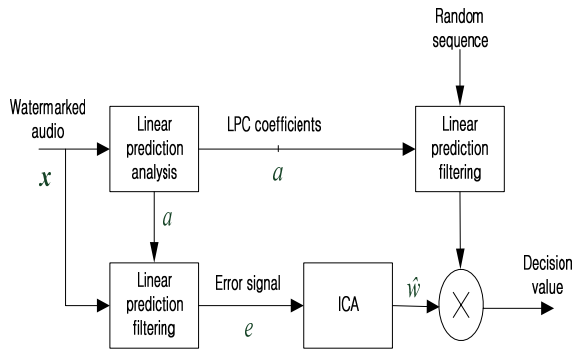 Random
sequence
Watermarked
audio
x
Linear
prediction
analysis
LPC coefficients
a
Linear
prediction
filtering
a
Linear
prediction
filtering
Error signal
e
ICA
ŵ
X
Decision
value